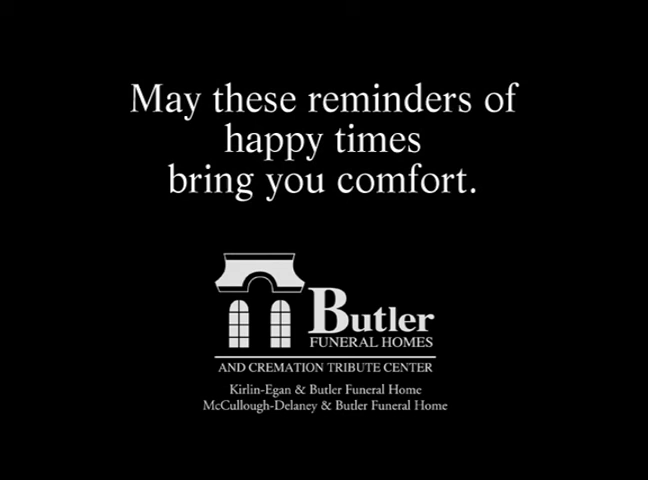 May these reminders of
happy times
bring you comfort.
Butler
FUNERAL HOMES
AND CREMATION TRIBUTE CENTER
Kirlin-Egan & Butler Funeral Home
McCullough-Delaney & Butler Funeral Home